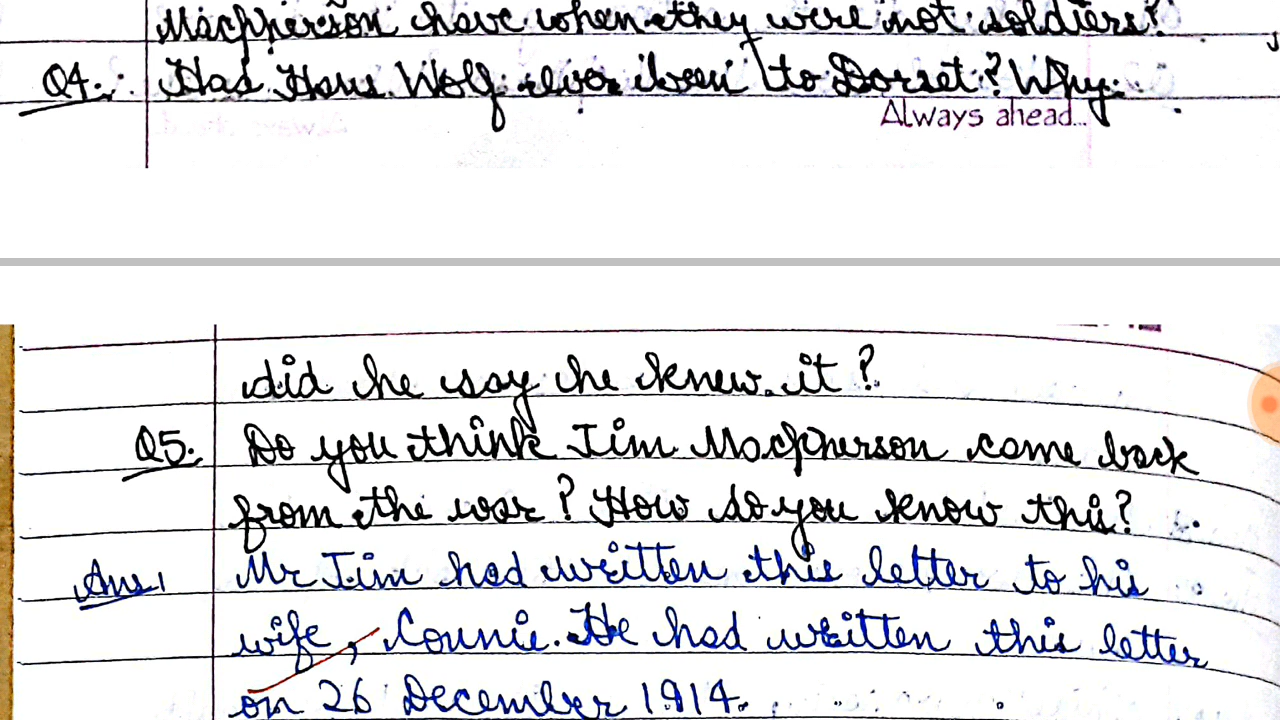 Macpherson have when they were not soldiers?
Q4. Had Hans Wolf ever been to Dorset? Why
Always ahead...
did he say he knew it?
Q5. Do you think Jim Macpherson came back
from the war? How do you know this?
Ans1 Mr Jim had written this letter to his
wife, Connie. He had written this letter
on 26 December 1914.